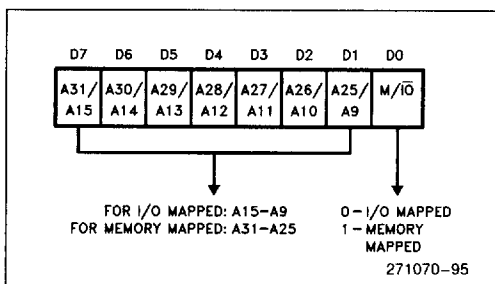 D7 D6 D5 D4 D3 D2 D1 D0
A31/ A30/ A29/ A28/ A27/ A26/ A25/ M/I̅O̅
A15 A14 A13 A12 A11 A10 A9
FOR I/O MAPPED: A15–A9 0 – I/O MAPPED
FOR MEMORY MAPPED: A31–A25 1 – MEMORY
MAPPED
271070–95